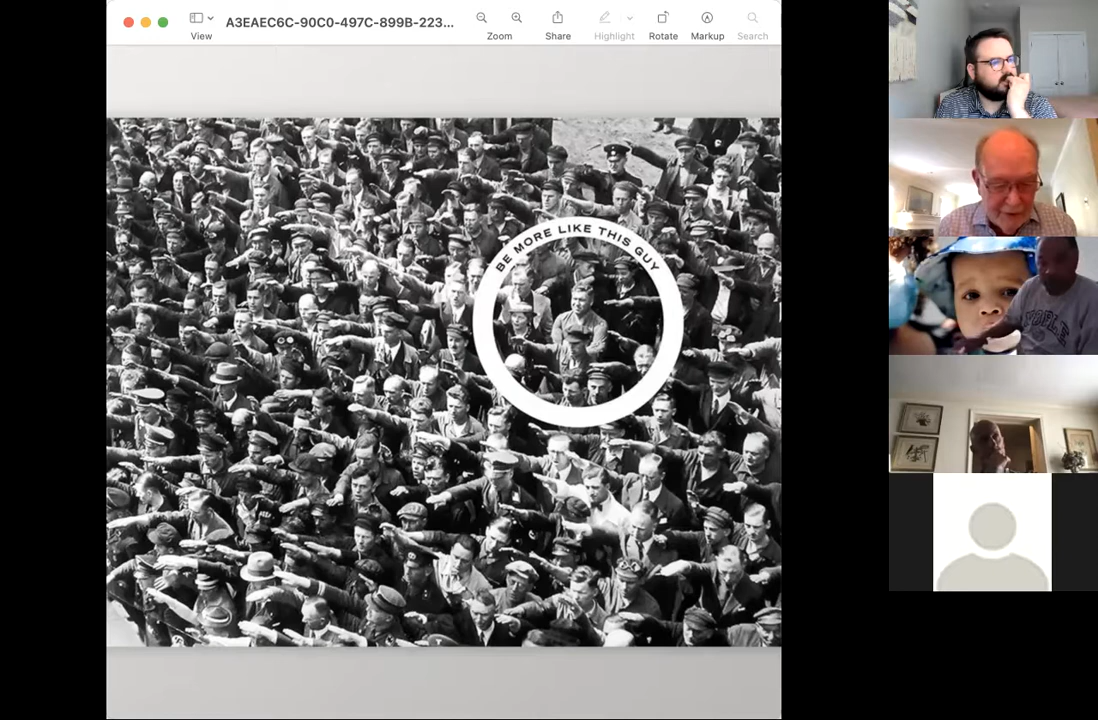 A3EAEC6C-90C0-497C-899B-223...
View
Zoom
Share
Highlight
Rotate
Markup
Search
BE MORE LIKE THIS GUY